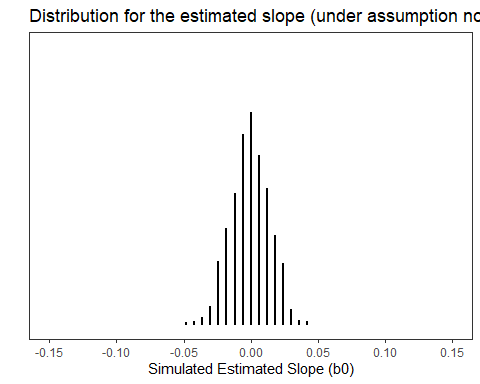 Distribution for the estimated slope (under assumption no
-0.15 -0.10 -0.05 0.00 0.05 0.10 0.15
Simulated Estimated Slope (b0)